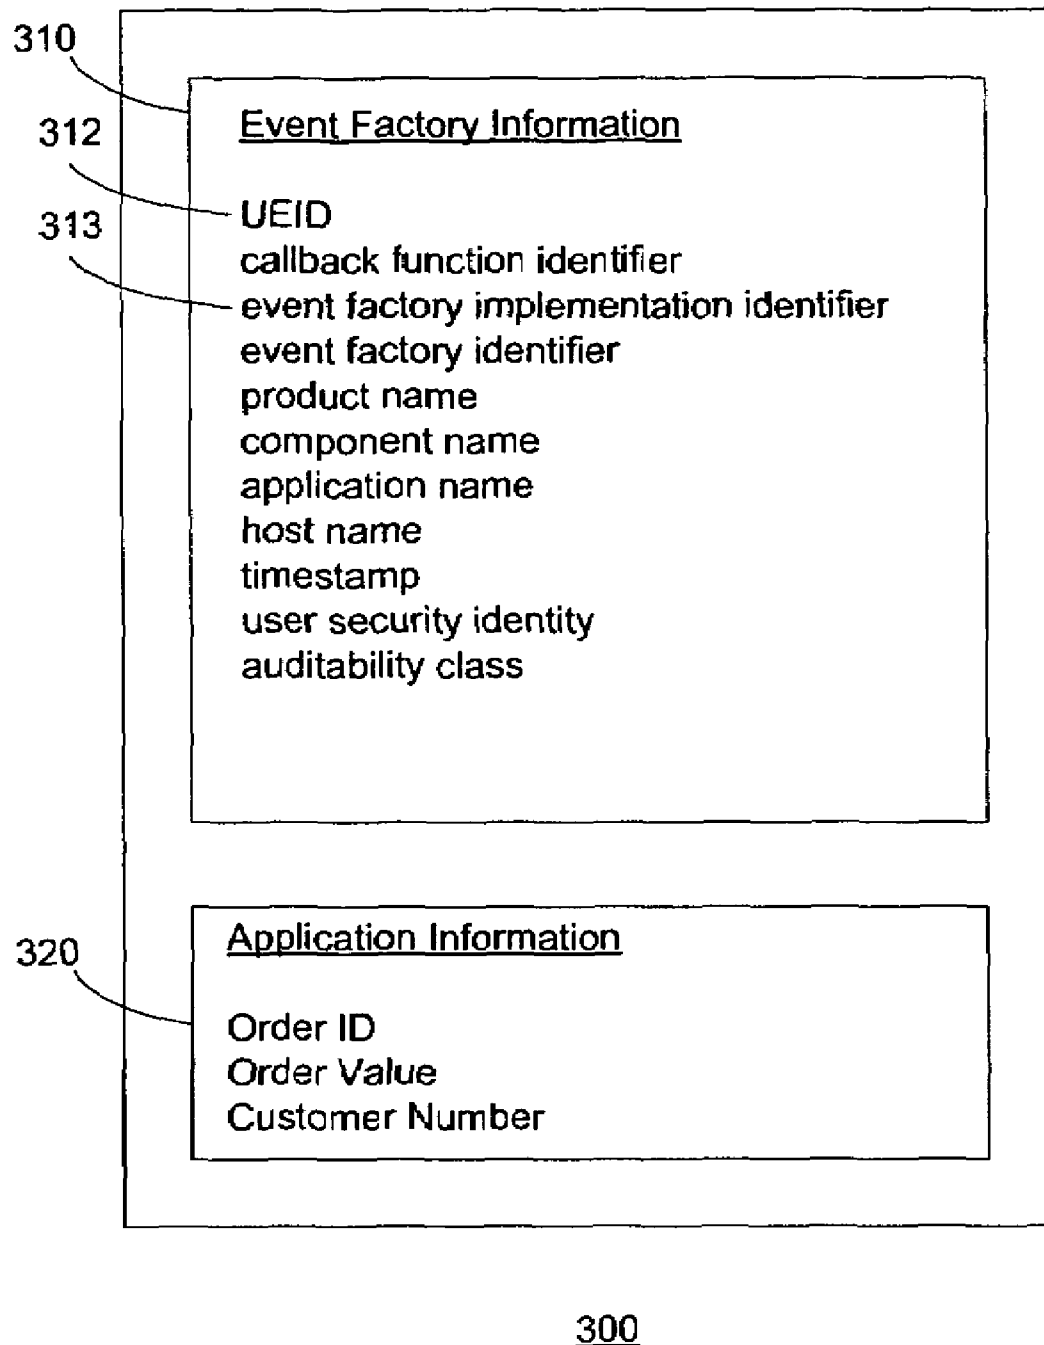 310
Event Factory Information
312
UEID
313
callback function identifier
event factory implementation identifier
event factory identifier
product name
component name
application name
host name
timestamp
user security identity
auditability class
Application Information
320
Order ID
Order Value
Customer Number
300